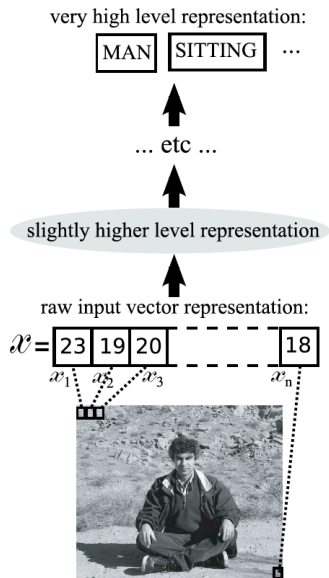 very high level representation:
MAN SITTING ...
... etc ...
slightly higher level representation
raw input vector representation:
x = 23 19 20 18
x1 x2 x3 xn